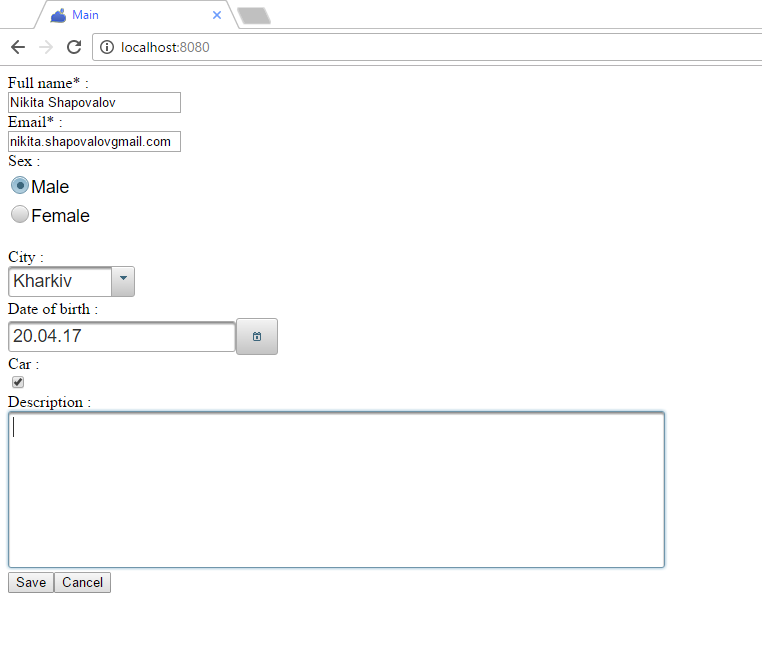 Main
localhost:8080
Full name* :
Nikita Shapovalov
Email* :
nikita.shapovalovgmail.com
Sex :
Male
Female
City :
Kharkiv
Date of birth :
20.04.17
Car :
Description :
Save Cancel